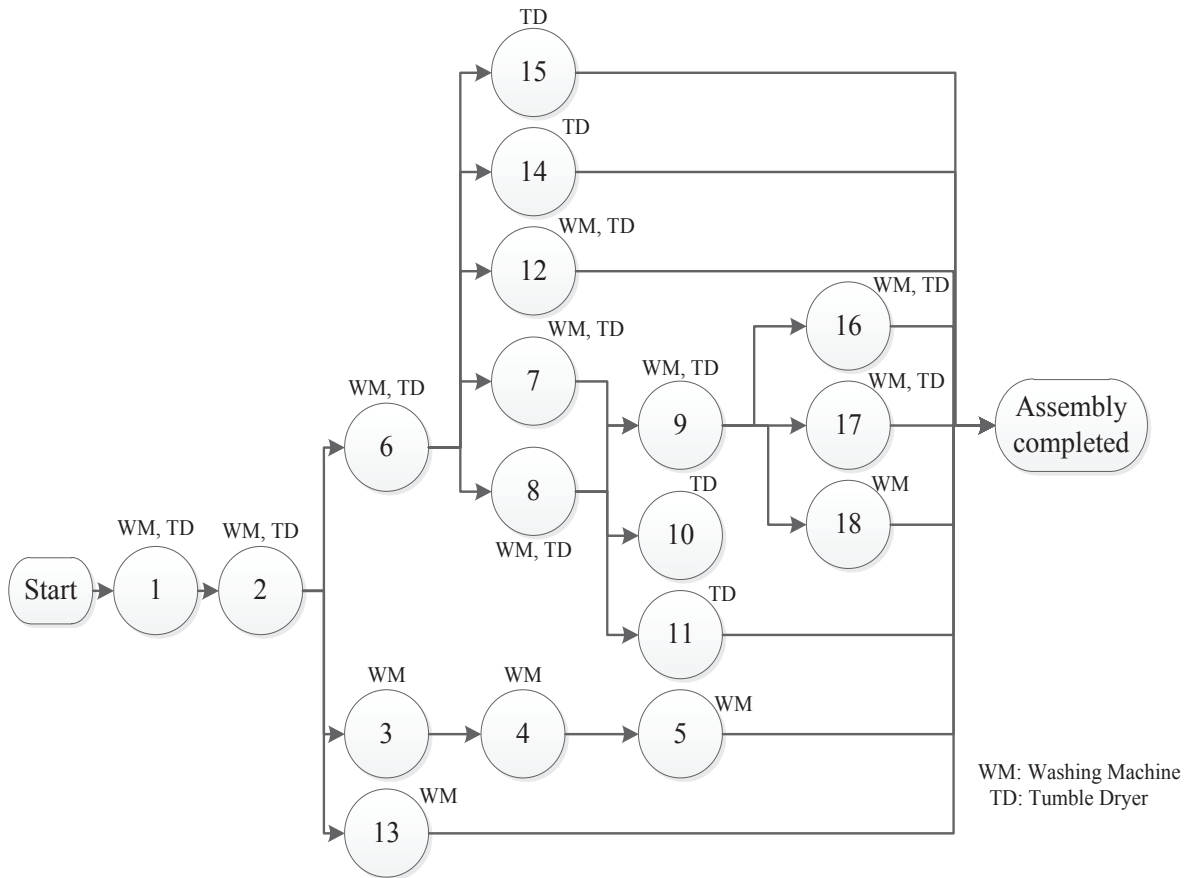 TD
15
TD
14
WM, TD
12
WM, TD
16
WM, TD
7
WM, TD
9
WM, TD
17
Assembly
completed
WM, TD
6
8
WM, TD
TD
10
WM
18
Start
WM, TD
1
WM, TD
2
TD
11
WM
3
WM
4
WM
5
WM
13
WM: Washing Machine
TD: Tumble Dryer